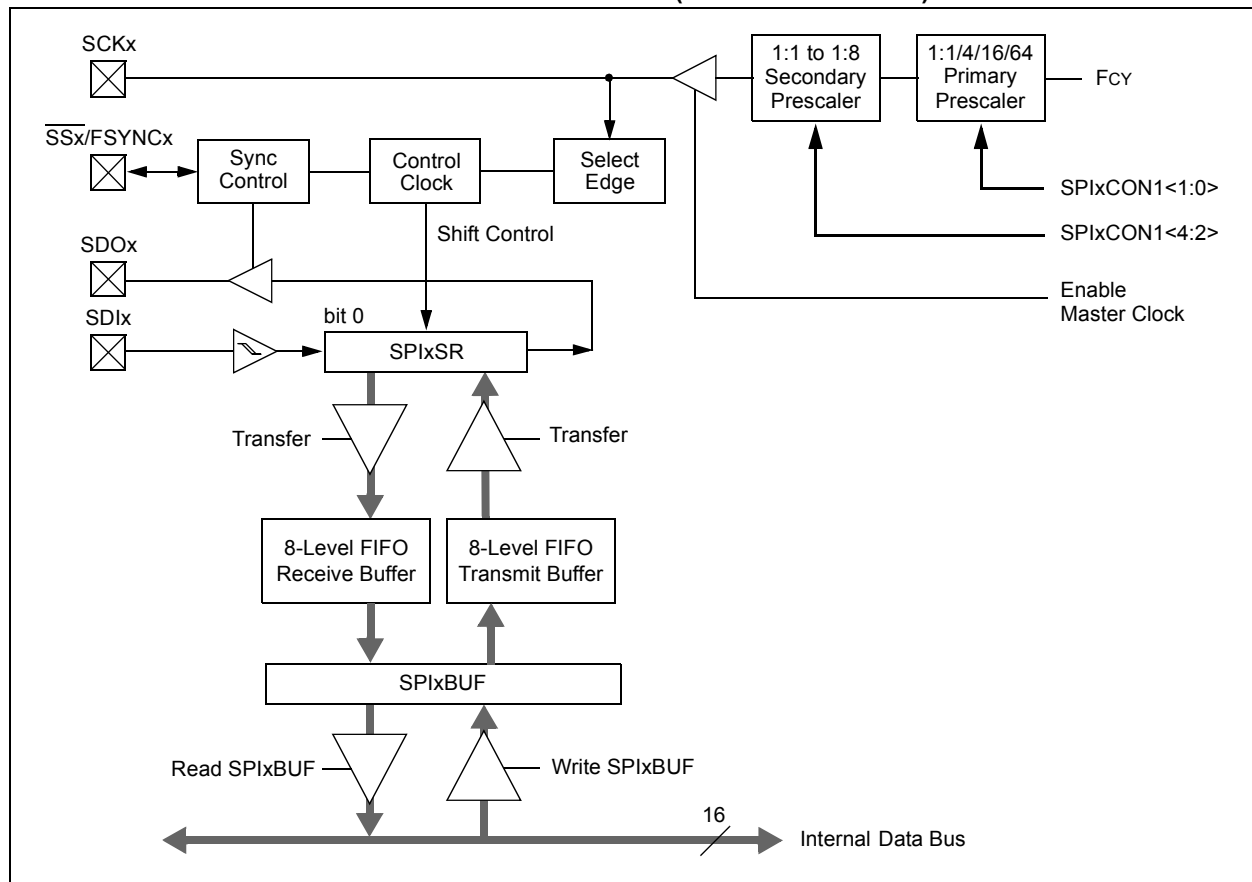 SCKx
1:1 to 1:8
Secondary
Prescaler
1:1/4/16/64
Primary
Prescaler
FCY
SSx/FSYNCx
Sync
Control
Control
Clock
Select
Edge
SPIxCON1<1:0>
Shift Control
SPIxCON1<4:2>
SDOx
Enable
Master Clock
SDIx
bit 0
SPIxSR
Transfer
Transfer
8-Level FIFO
Receive Buffer
8-Level FIFO
Transmit Buffer
SPIxBUF
Read SPIxBUF
Write SPIxBUF
16
Internal Data Bus